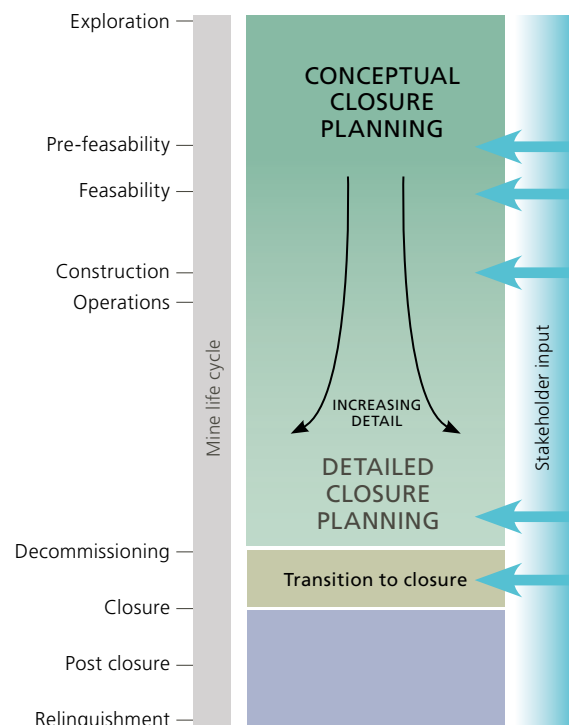 Exploration
Pre-feasability
Feasability
Construction
Operations
Decommissioning
Closure
Post closure
Relinquishment
Mine life cycle
CONCEPTUAL
CLOSURE
PLANNING
INCREASING
DETAIL
DETAILED
CLOSURE
PLANNING
Transition to closure
Stakeholder input